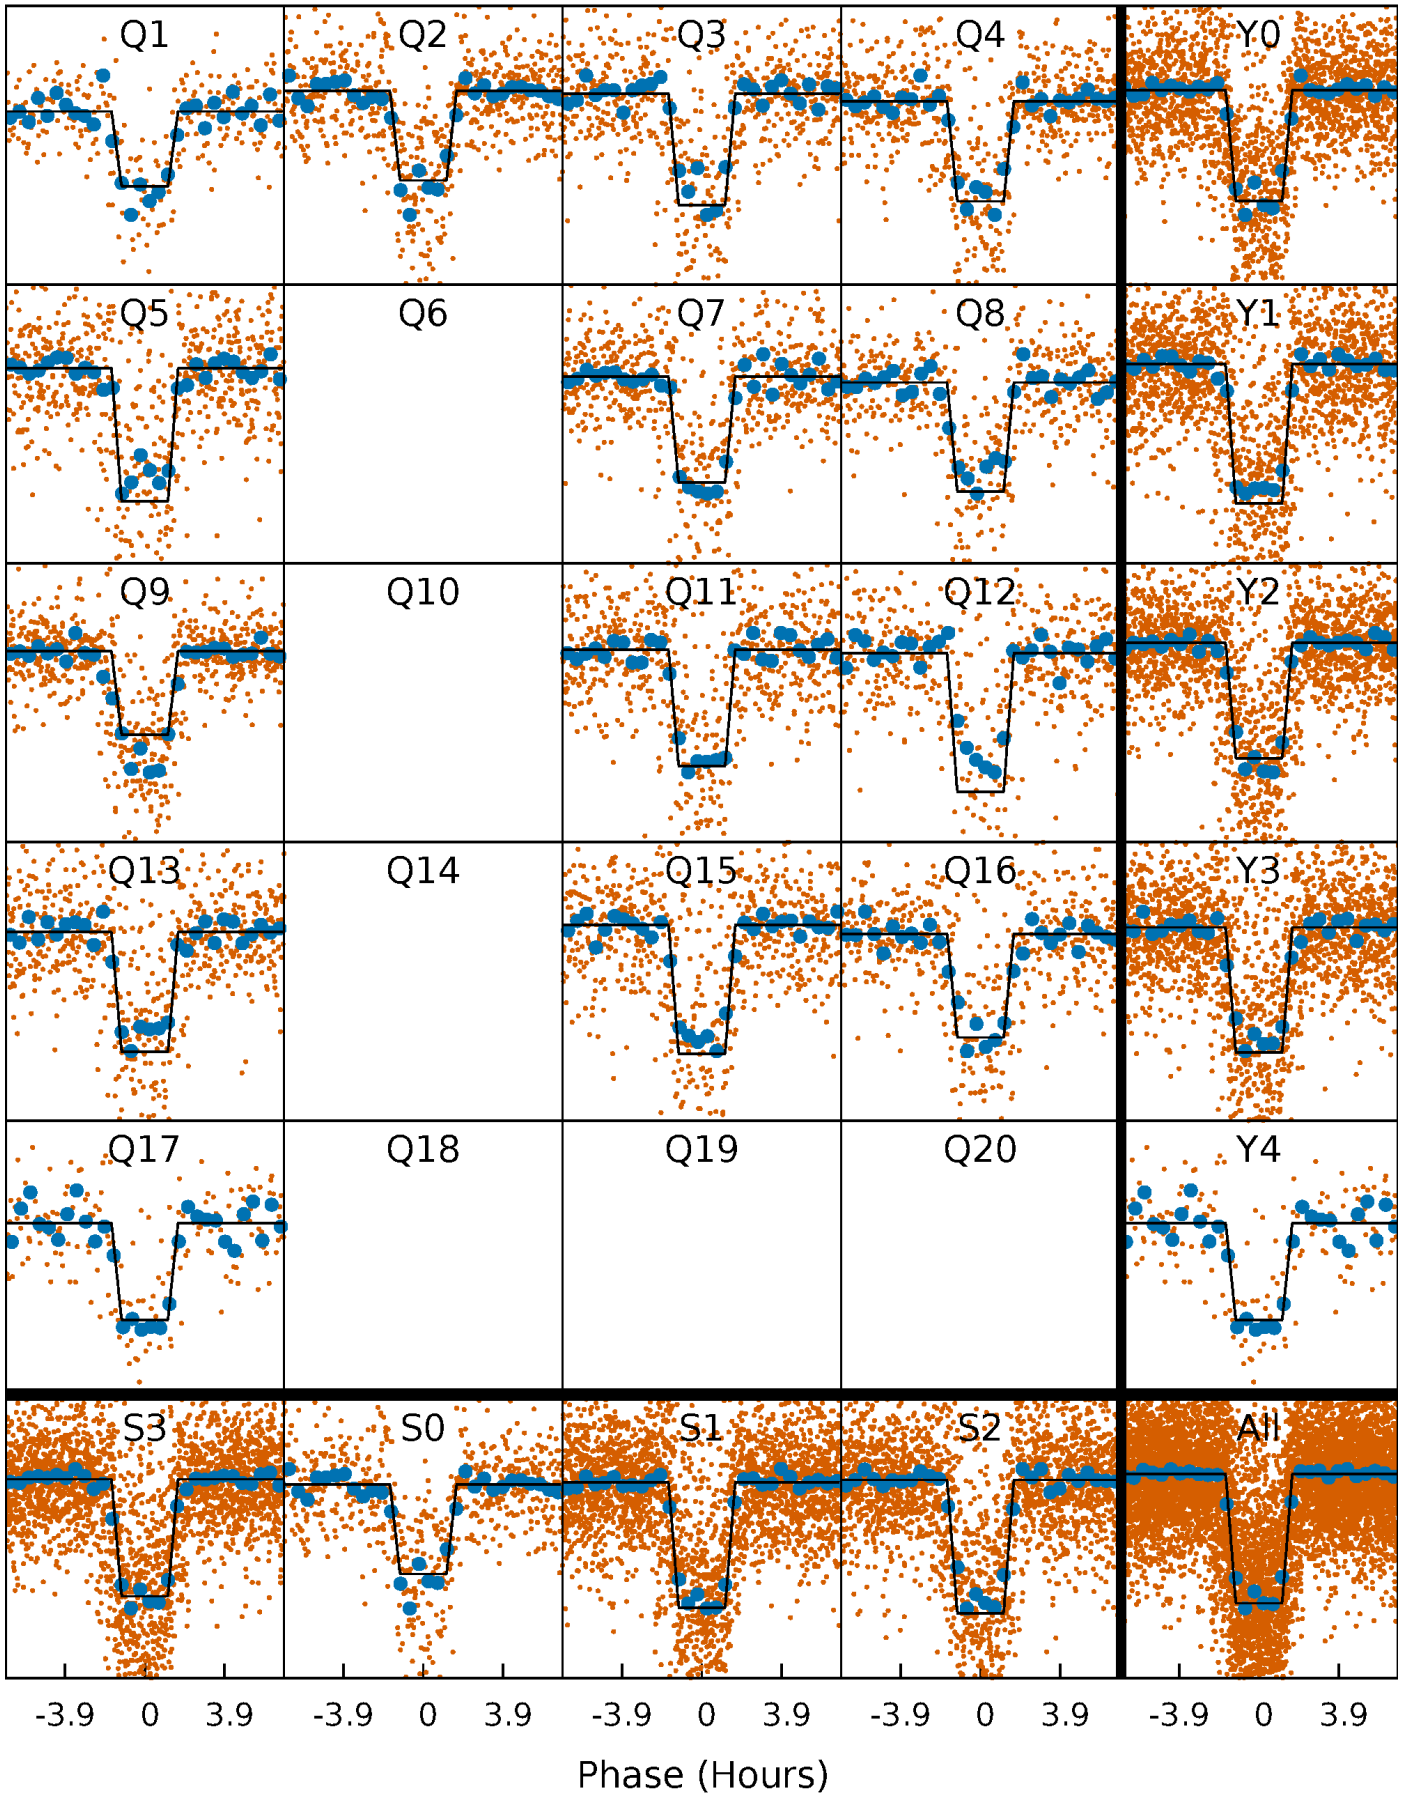 Q1 Q2 Q3 Q4 Y0
Q5 Q6 Q7 Q8 Y1
Q9 Q10 Q11 Q12 Y2
Q13 Q14 Q15 Q16 Y3
Q17 Q18 Q19 Q20 Y4
S3 S0 S1 S2 All
-3.9 0 3.9 -3.9 0 3.9 -3.9 0 3.9 -3.9 0 3.9 -3.9 0 3.9
Phase (Hours)